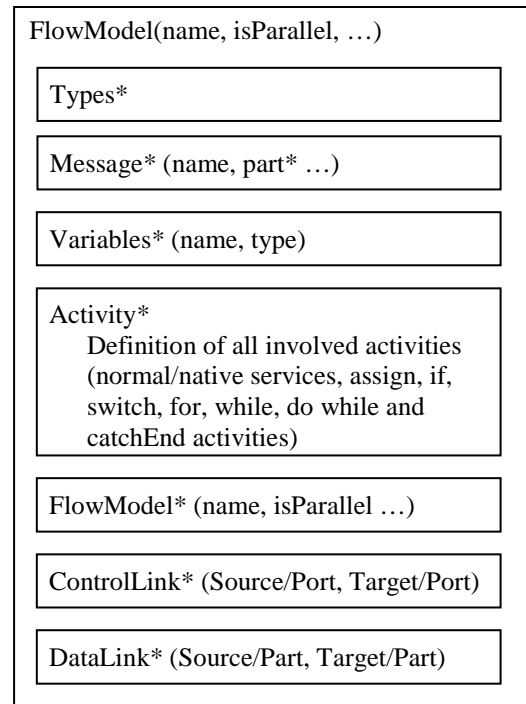 FlowModel(name, isParallel, …)
Types*
Message* (name, part* …)
Variables* (name, type)
Activity*
Definition of all involved activities
(normal/native services, assign, if,
switch, for, while, do while and
catchEnd activities)
FlowModel* (name, isParallel …)
ControlLink* (Source/Port, Target/Port)
DataLink* (Source/Part, Target/Part)